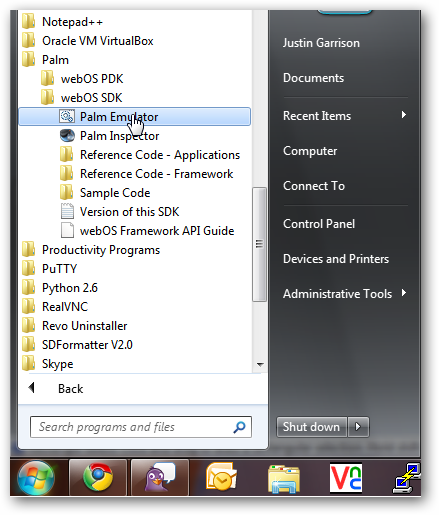 Notepad++
Oracle VM VirtualBox
Palm
webOS PDK
webOS SDK
Palm Emulator
Palm Inspector
Reference Code - Applications
Reference Code - Framework
Sample Code
Version of this SDK
webOS Framework API Guide
Productivity Programs
PuTTY
Python 2.6
RealVNC
Revo Uninstaller
SDFormatter V2.0
Skype
Back
Search programs and files
Justin Garrison
Documents
Recent Items
Computer
Connect To
Control Panel
Devices and Printers
Administrative Tools
Shut down